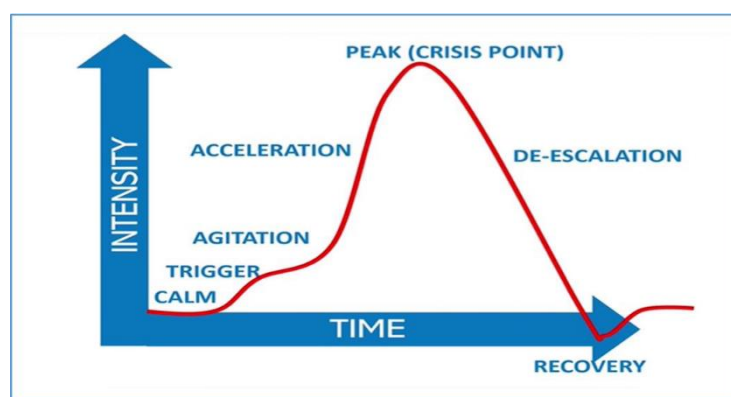 PEAK (CRISIS POINT)
ACCELERATION
DE-ESCALATION
INTENSITY
AGITATION
TRIGGER
CALM
TIME
RECOVERY